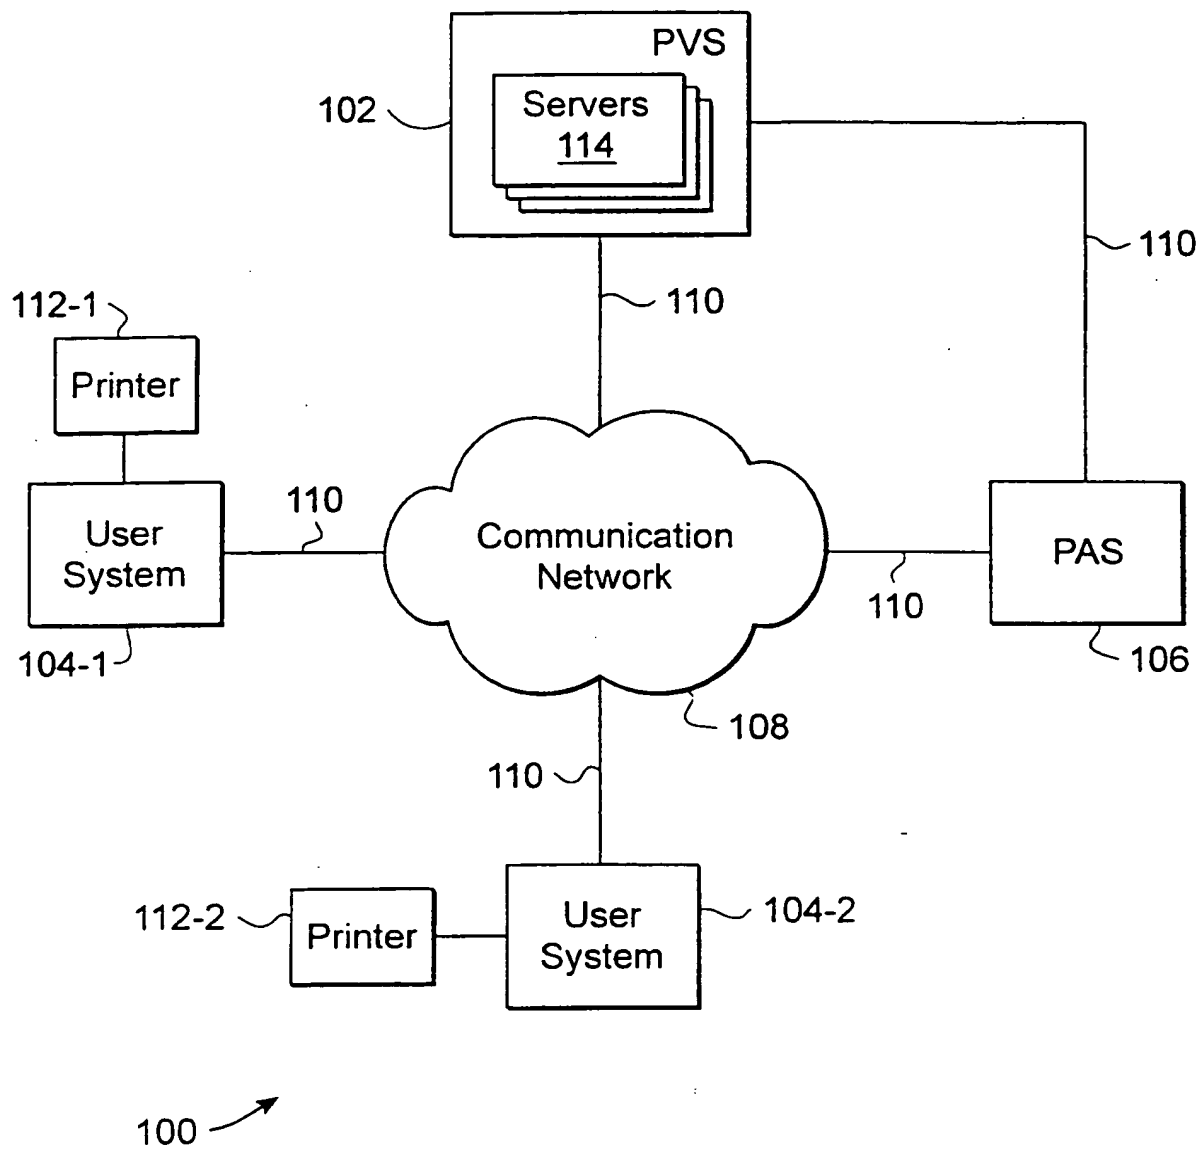 PVS
Servers
114
102
110
110
112-1
Printer
110
User
System
104-1
Communication
Network
110
PAS
106
108
110
112-2
Printer
User
System
104-2
100